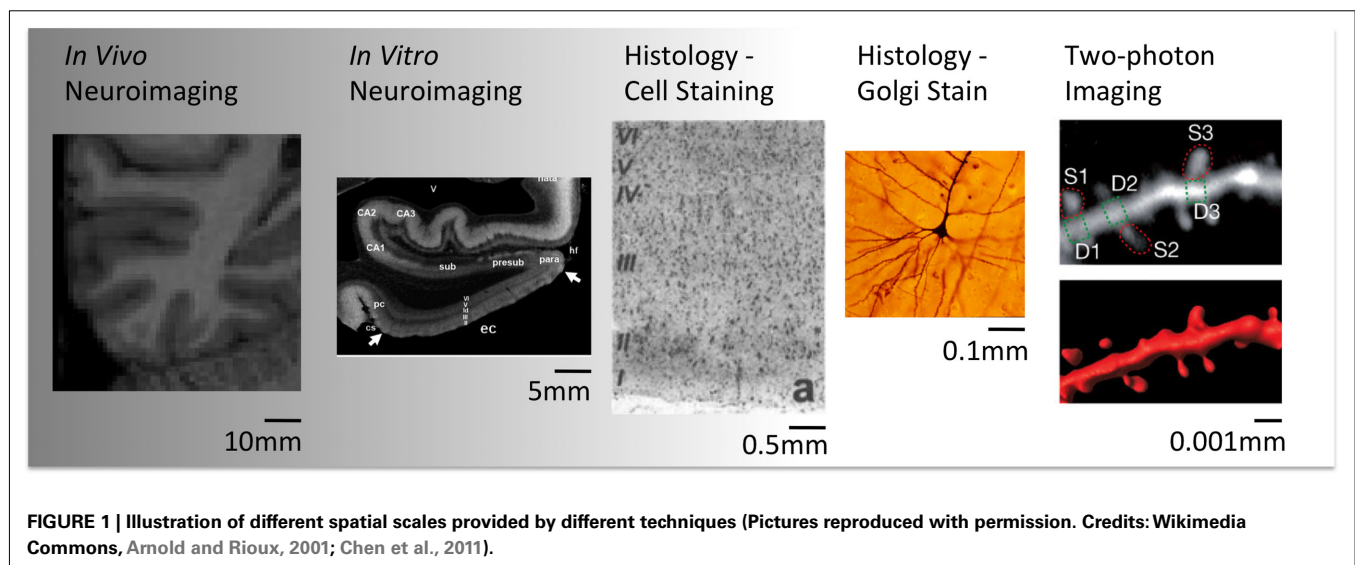 In Vivo
Neuroimaging
In Vitro
Neuroimaging
Histology -
Cell Staining
Histology -
Golgi Stain
Two-photon
Imaging
10mm
V
CA2
CA3
CA1
sub
presub
para
hf
pc
cs
ec
5mm
VI
V
IV
III
II
I
a
0.5mm
0.1mm
S3
S1
D2
D3
D1
S2
0.001mm
FIGURE 1 | Illustration of different spatial scales provided by different techniques (Pictures reproduced with permission. Credits: Wikimedia
Commons, Arnold and Rioux, 2001; Chen et al., 2011).